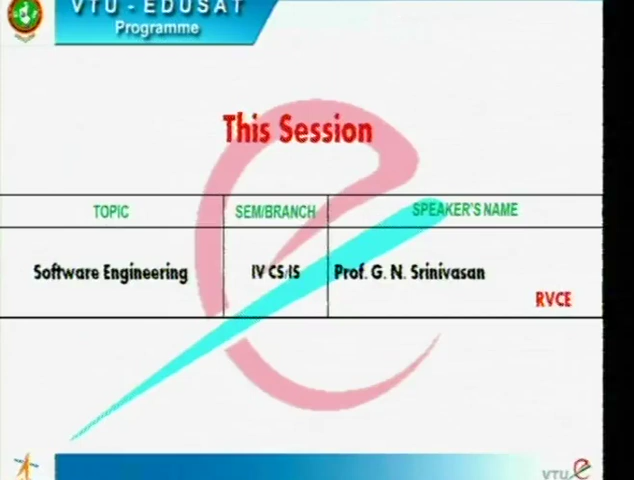 VTU - EDUSAT
Programme
This Session
TOPIC SEM/BRANCH SPEAKER'S NAME
Software Engineering IV CS/IS Prof. G. N. Srinivasan
RVCE
VTU e